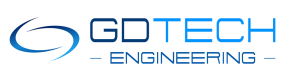 GDTECH
– ENGINEERING –